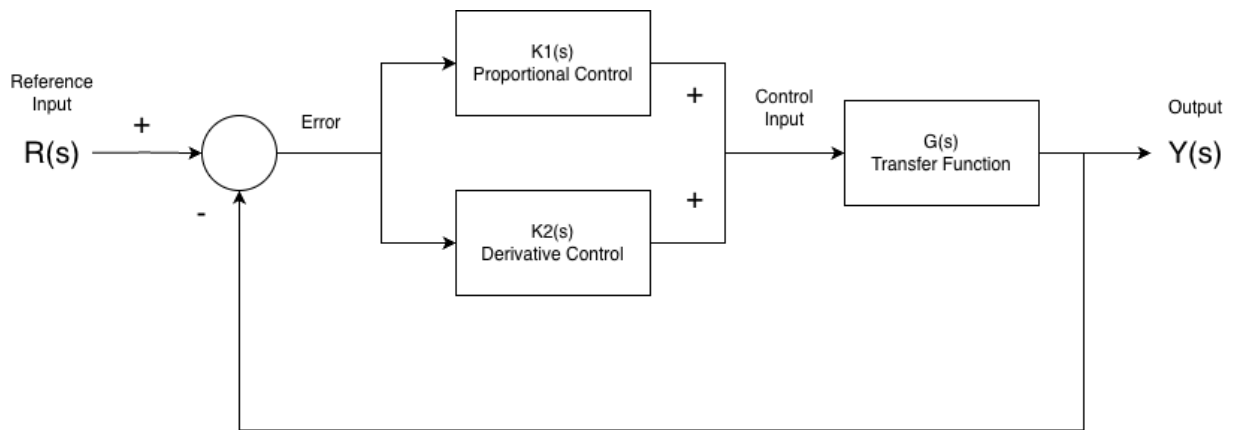 Reference
Input
R(s)
+
-
Error
K1(s)
Proportional Control
K2(s)
Derivative Control
+
+
Control
Input
G(s)
Transfer Function
Output
Y(s)